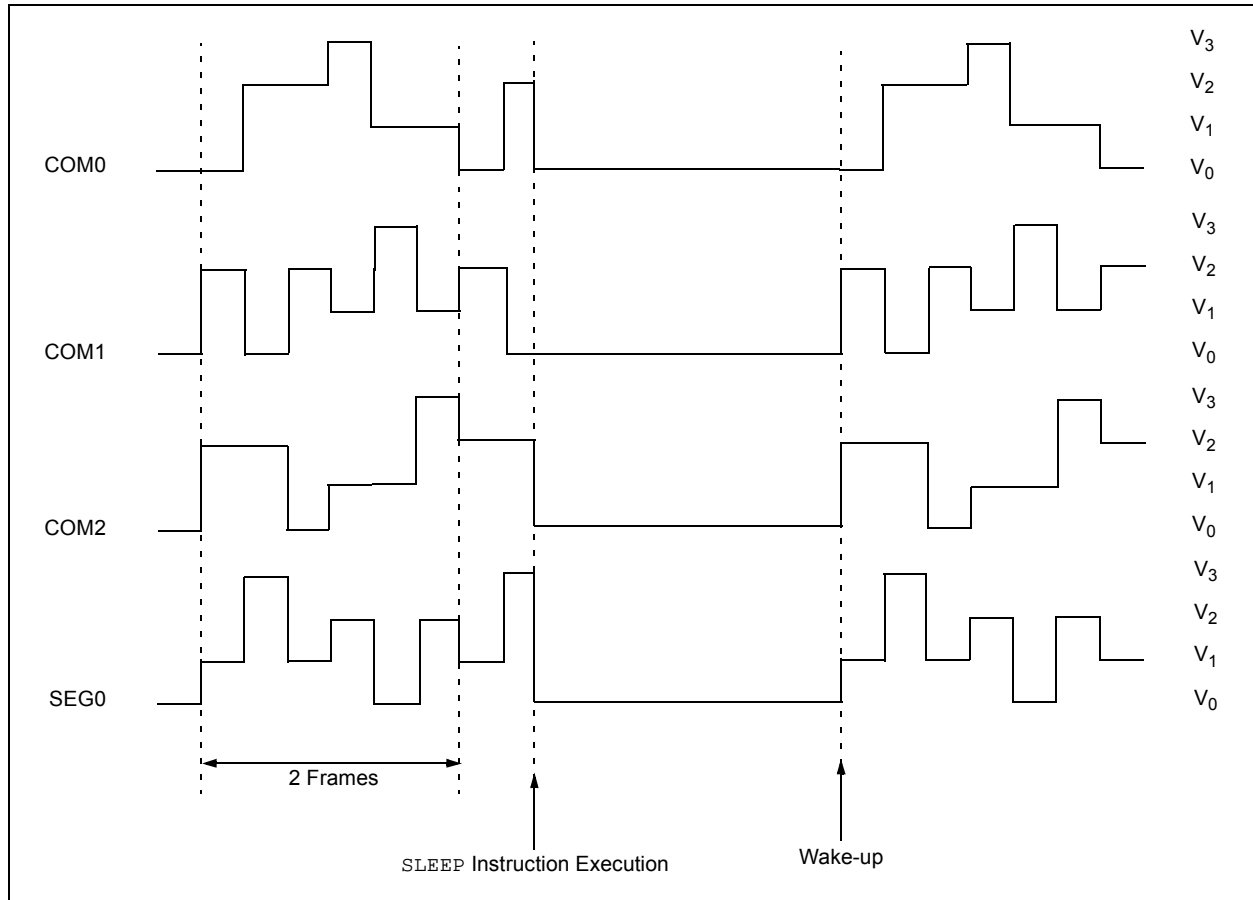 V3
V2
V1
COM0
V0
V3
V2
V1
COM1
V0
V3
V2
V1
COM2
V0
V3
V2
V1
SEG0
V0
2 Frames
SLEEP Instruction Execution
Wake-up